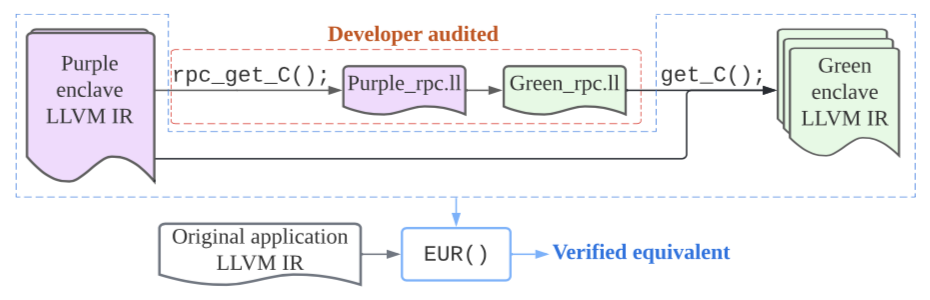 Developer audited
Purple
enclave
LLVM IR
rpc_get_C();
Purple_rpc.ll
Green_rpc.ll
get_C();
Green
enclave
LLVM IR
Original application
LLVM IR
EUR()
Verified equivalent